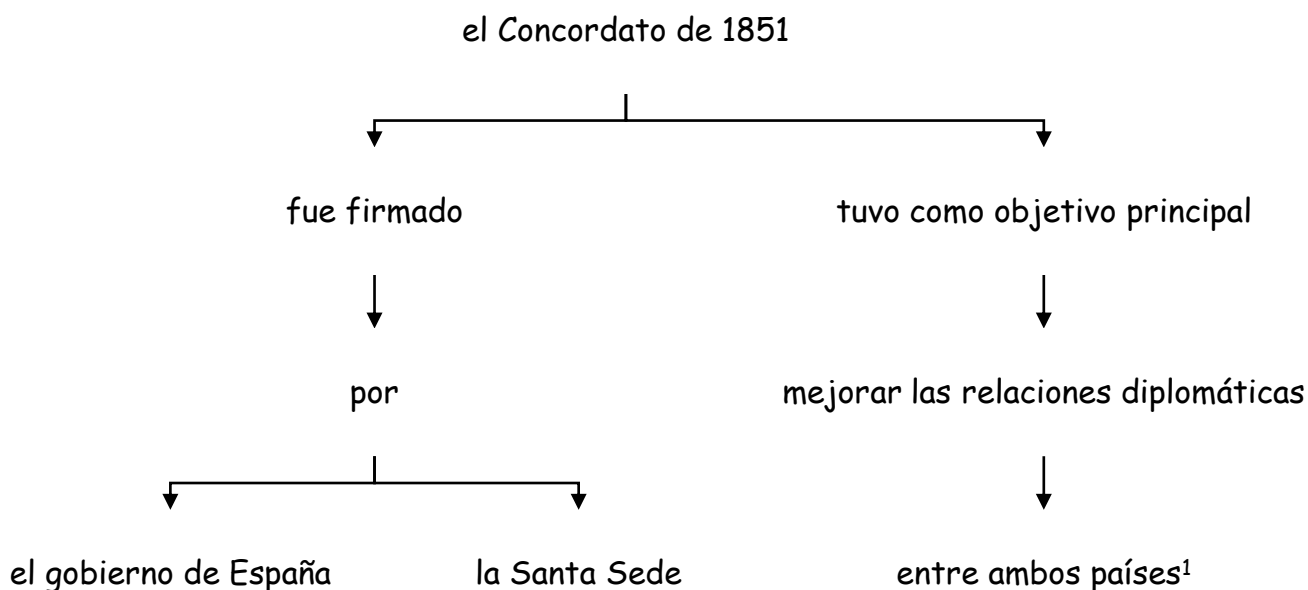 el Concordato de 1851
fue firmado
tuvo como objetivo principal
por
mejorar las relaciones diplomáticas
el gobierno de España
la Santa Sede
entre ambos países¹